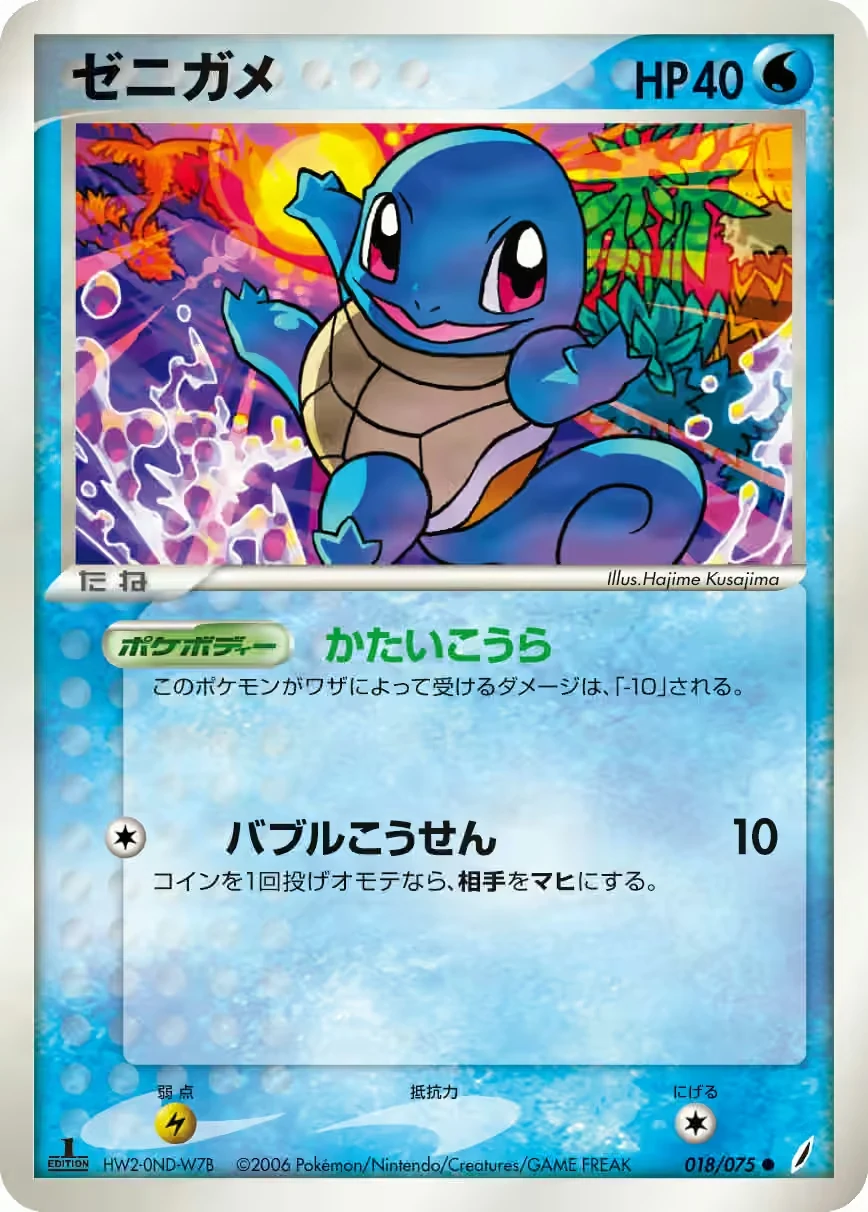 ゼニガメ HP40
たね Illus.Hajime Kusajima
ポケボディー かたいこうら
このポケモンがワザによって受けるダメージは、「-10」される。
バブルこうせん 10
コインを1回投げオモテなら、相手をマヒにする。
弱点 抵抗力 にげる
1 EDITION HW2-0ND-W7B ©2006 Pokémon/Nintendo/Creatures/GAME FREAK 018/075